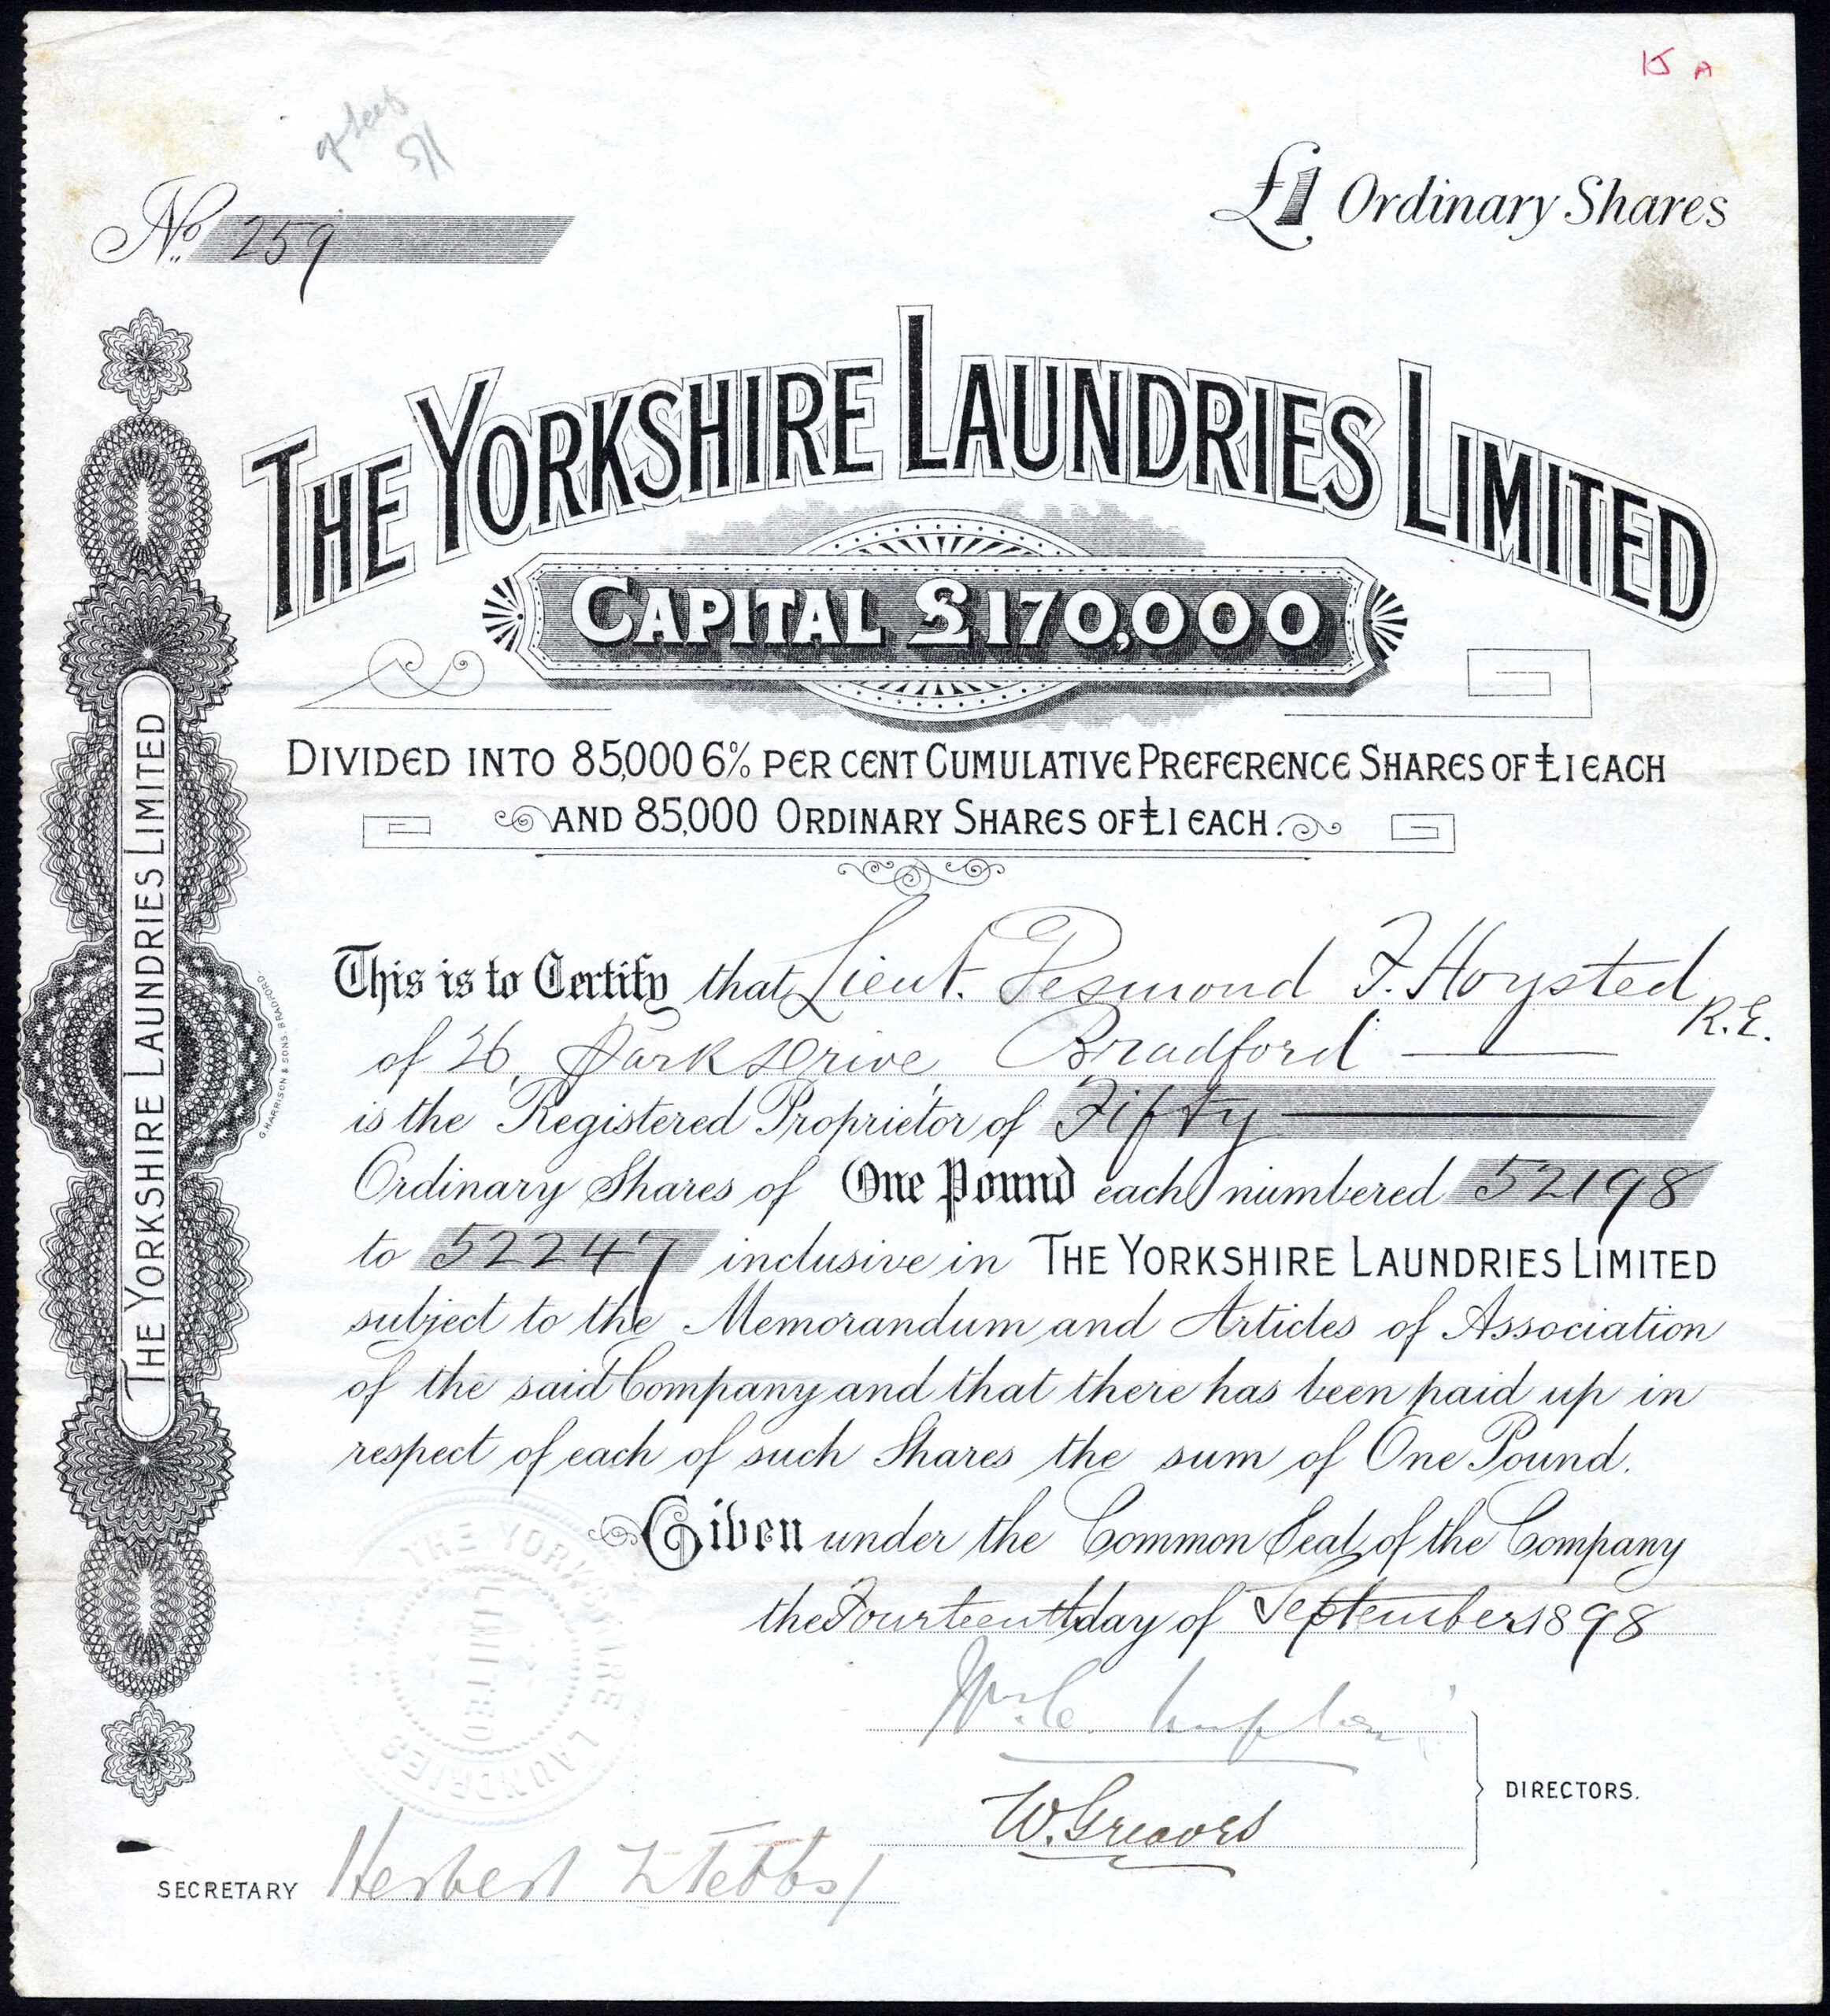 15 A
No. 259
£1 Ordinary Shares
THE YORKSHIRE LAUNDRIES LIMITED
CAPITAL £170,000
DIVIDED INTO 85,000 6% PER CENT CUMULATIVE PREFERENCE SHARES OF £1 EACH
AND 85,000 ORDINARY SHARES OF £1 EACH.
This is to Certify that Lieut. Desmond F. Hoysted R.E.
of 26, Park Drive, Bradford
is the Registered Proprietor of Fifty
Ordinary Shares of One Pound each numbered 52198
to 52247 inclusive in THE YORKSHIRE LAUNDRIES LIMITED
subject to the Memorandum and Articles of Association
of the said Company and that there has been paid up in
respect of each of such Shares the sum of One Pound.
Given under the Common Seal of the Company
the Fourteenth day of September 1898
Wm. C. Lupton
W. Greaves
DIRECTORS.
SECRETARY Herbert
THE YORKSHIRE LAUNDRIES LIMITED
G. HARRISON & SONS. BRADFORD.
THE YORKSHIRE LAUNDRIES
LIMITED